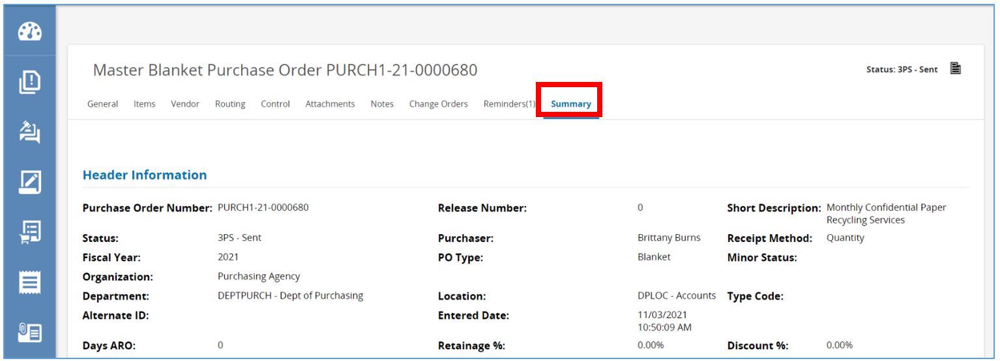 Master Blanket Purchase Order PURCH1-21-0000680
Status: 3PS - Sent
General Items Vendor Routing Control Attachments Notes Change Orders Reminders(1) Summary
Header Information
Purchase Order Number: PURCH1-21-0000680 Release Number: 0 Short Description: Monthly Confidential Paper
Recycling Services
Status: 3PS - Sent Purchaser: Brittany Burns Receipt Method: Quantity
Fiscal Year: 2021 PO Type: Blanket Minor Status:
Organization: Purchasing Agency
Department: DEPTPURCH - Dept of Purchasing Location: DPLOC - Accounts Type Code:
Alternate ID: Entered Date: 11/03/2021
10:50:09 AM
Days ARO: 0 Retainage %: 0.00% Discount %: 0.00%